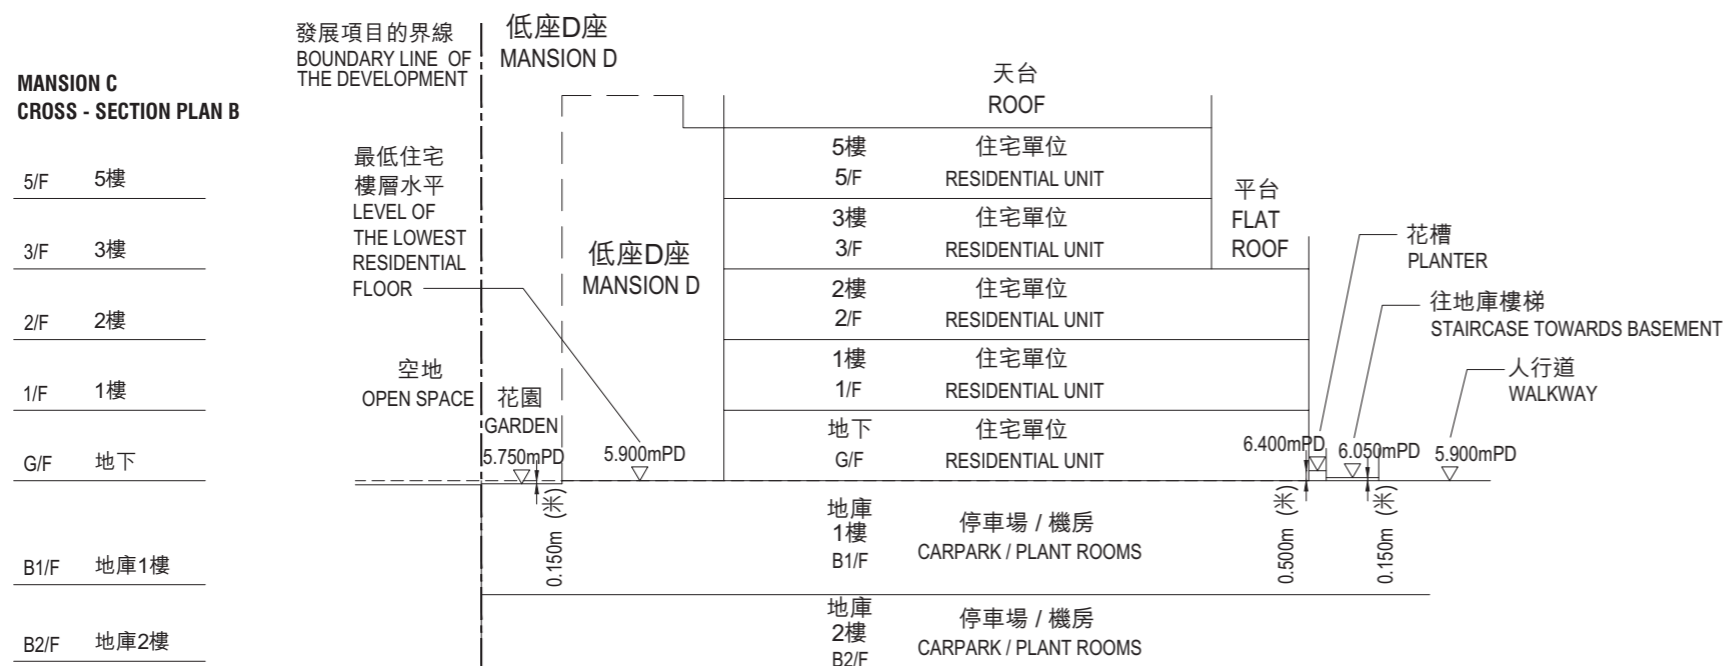 MANSION C
CROSS - SECTION PLAN B
5/F 5樓
3/F 3樓
2/F 2樓
1/F 1樓
G/F 地下
B1/F 地庫1樓
B2/F 地庫2樓
發展項目的界線
BOUNDARY LINE OF
THE DEVELOPMENT
低座D座
MANSION D
最低住宅
樓層水平
LEVEL OF
THE LOWEST
RESIDENTIAL
FLOOR
低座D座
MANSION D
空地
OPEN SPACE
花園
GARDEN
5.750mPD
5.900mPD
0.150m (米)
天台
ROOF
5樓 住宅單位
5/F RESIDENTIAL UNIT
3樓 住宅單位
3/F RESIDENTIAL UNIT
2樓 住宅單位
2/F RESIDENTIAL UNIT
1樓 住宅單位
1/F RESIDENTIAL UNIT
地下 住宅單位
G/F RESIDENTIAL UNIT
地庫
1樓
B1/F
停車場 / 機房
CARPARK / PLANT ROOMS
地庫
2樓
B2/F
停車場 / 機房
CARPARK / PLANT ROOMS
平台
FLAT
ROOF
花槽
PLANTER
往地庫樓梯
STAIRCASE TOWARDS BASEMENT
人行道
WALKWAY
6.400mPD
6.050mPD
5.900mPD
0.500m (米)
0.150m (米)